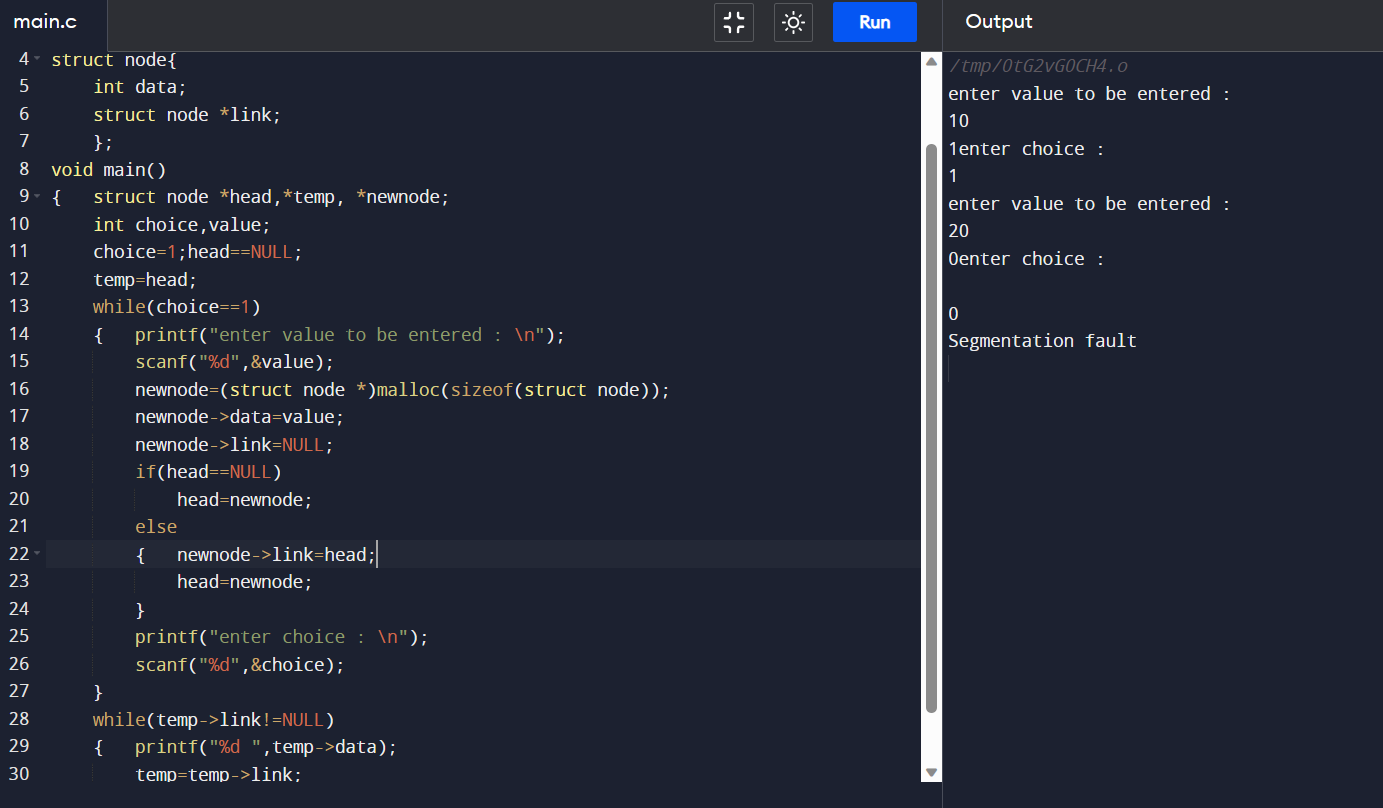 main.c
Run
Output
4 struct node{
5 int data;
6 struct node *link;
7 };
8 void main()
9 { struct node *head,*temp, *newnode;
10 int choice,value;
11 choice=1;head==NULL;
12 temp=head;
13 while(choice==1)
14 { printf("enter value to be entered : \n");
15 scanf("%d",&value);
16 newnode=(struct node *)malloc(sizeof(struct node));
17 newnode->data=value;
18 newnode->link=NULL;
19 if(head==NULL)
20 head=newnode;
21 else
22 { newnode->link=head;
23 head=newnode;
24 }
25 printf("enter choice : \n");
26 scanf("%d",&choice);
27 }
28 while(temp->link!=NULL)
29 { printf("%d ",temp->data);
30 temp=temp->link;
/tmp/OtG2vGOCH4.o
enter value to be entered :
10
1enter choice :
1
enter value to be entered :
20
0enter choice :
0
Segmentation fault